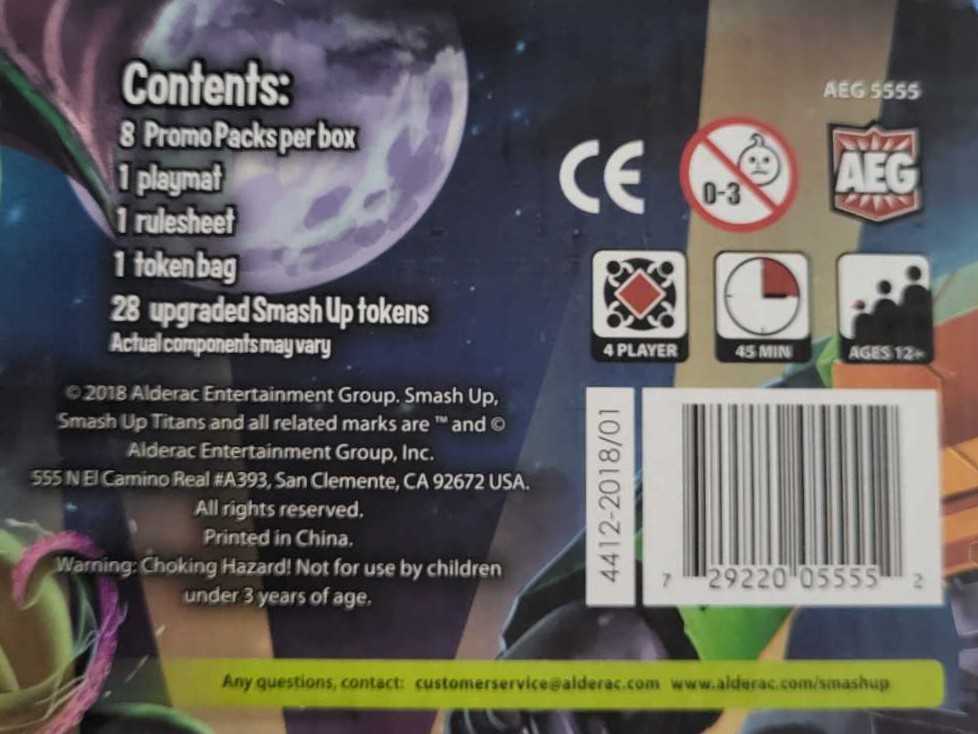 Contents:
8 Promo Packs per box
1 playmat
1 rulesheet
1 token bag
28 upgraded Smash Up tokens
Actual components may vary
© 2018 Alderac Entertainment Group. Smash Up,
Smash Up Titans and all related marks are ™ and ©
Alderac Entertainment Group, Inc.
555 N El Camino Real #A393, San Clemente, CA 92672 USA.
All rights reserved.
Printed in China.
Warning: Choking Hazard! Not for use by children
under 3 years of age.
AEG 5555
CE
0-3
AEG
4 PLAYER
45 MIN
AGES 12+
4412-2018/01
7 29220 05555 2
Any questions, contact: customerservice@alderac.com www.alderac.com/smashup